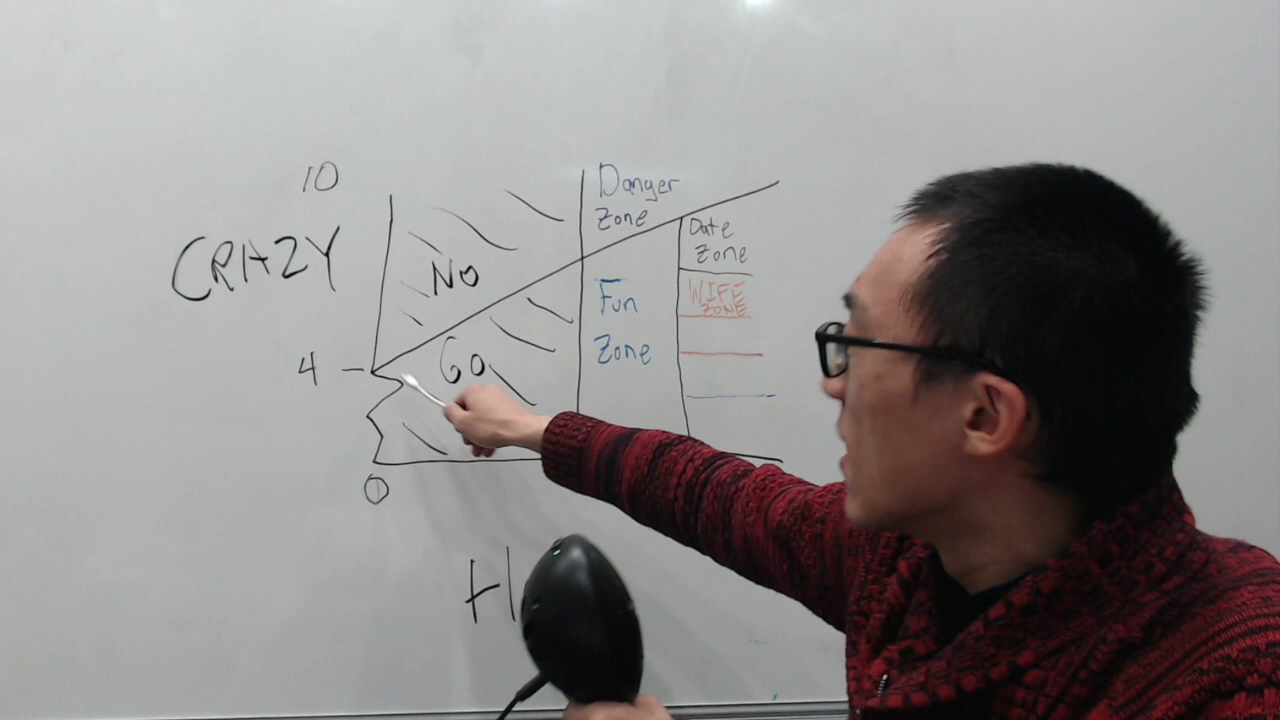 10
CRAZY
4
0
No
Go
Danger
Zone
Fun
Zone
Date
Zone
WIFE
ZONE